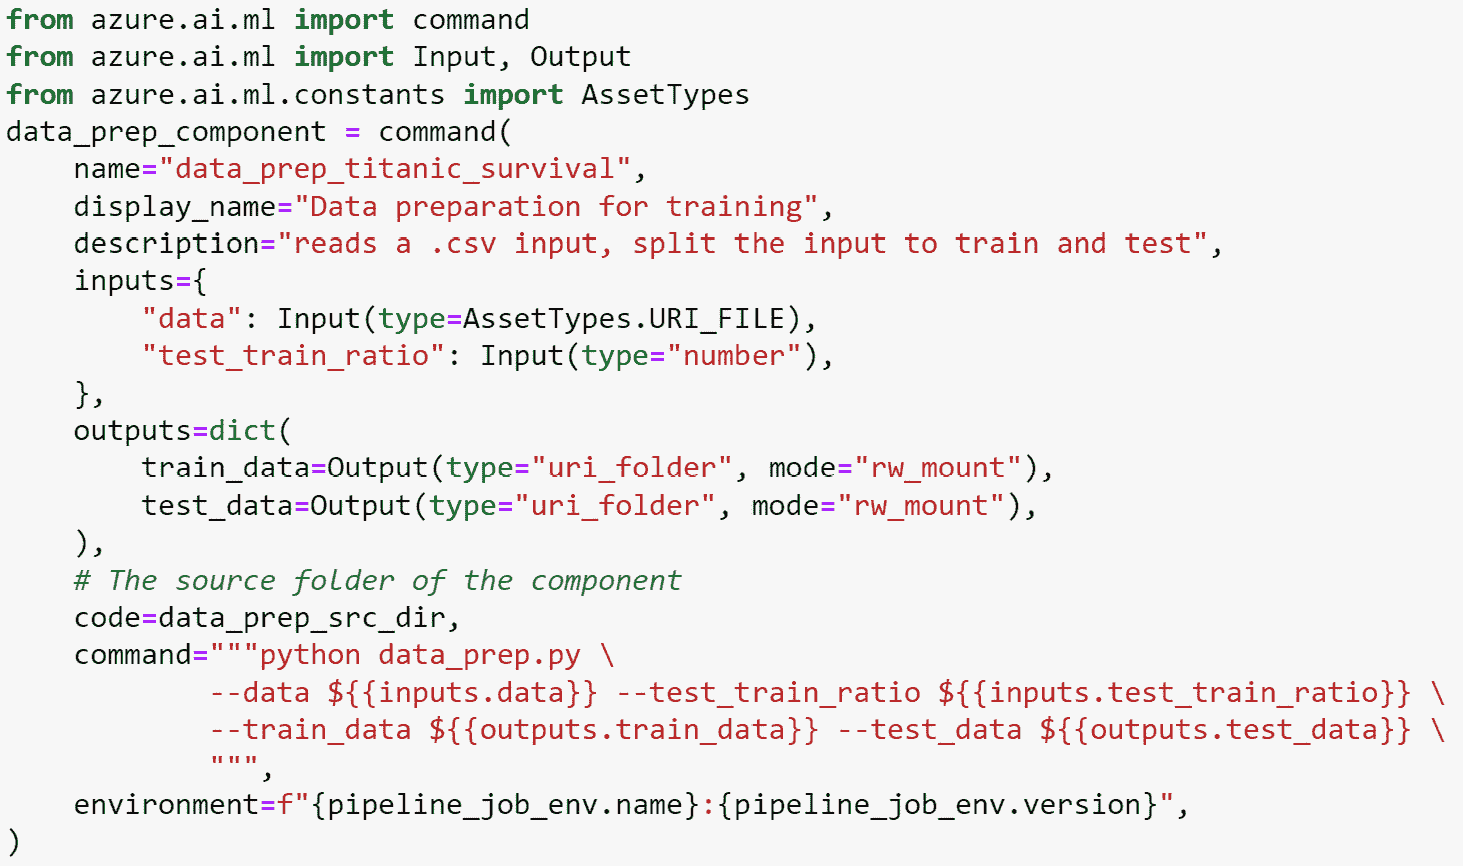 from azure.ai.ml import command
from azure.ai.ml import Input, Output
from azure.ai.ml.constants import AssetTypes
data_prep_component = command(
    name="data_prep_titanic_survival",
    display_name="Data preparation for training",
    description="reads a .csv input, split the input to train and test",
    inputs={
        "data": Input(type=AssetTypes.URI_FILE),
        "test_train_ratio": Input(type="number"),
    },
    outputs=dict(
        train_data=Output(type="uri_folder", mode="rw_mount"),
        test_data=Output(type="uri_folder", mode="rw_mount"),
    ),
    # The source folder of the component
    code=data_prep_src_dir,
    command="""python data_prep.py \
            --data ${{inputs.data}} --test_train_ratio ${{inputs.test_train_ratio}} \
            --train_data ${{outputs.train_data}} --test_data ${{outputs.test_data}} \
            """,
    environment=f"{pipeline_job_env.name}:{pipeline_job_env.version}",
)